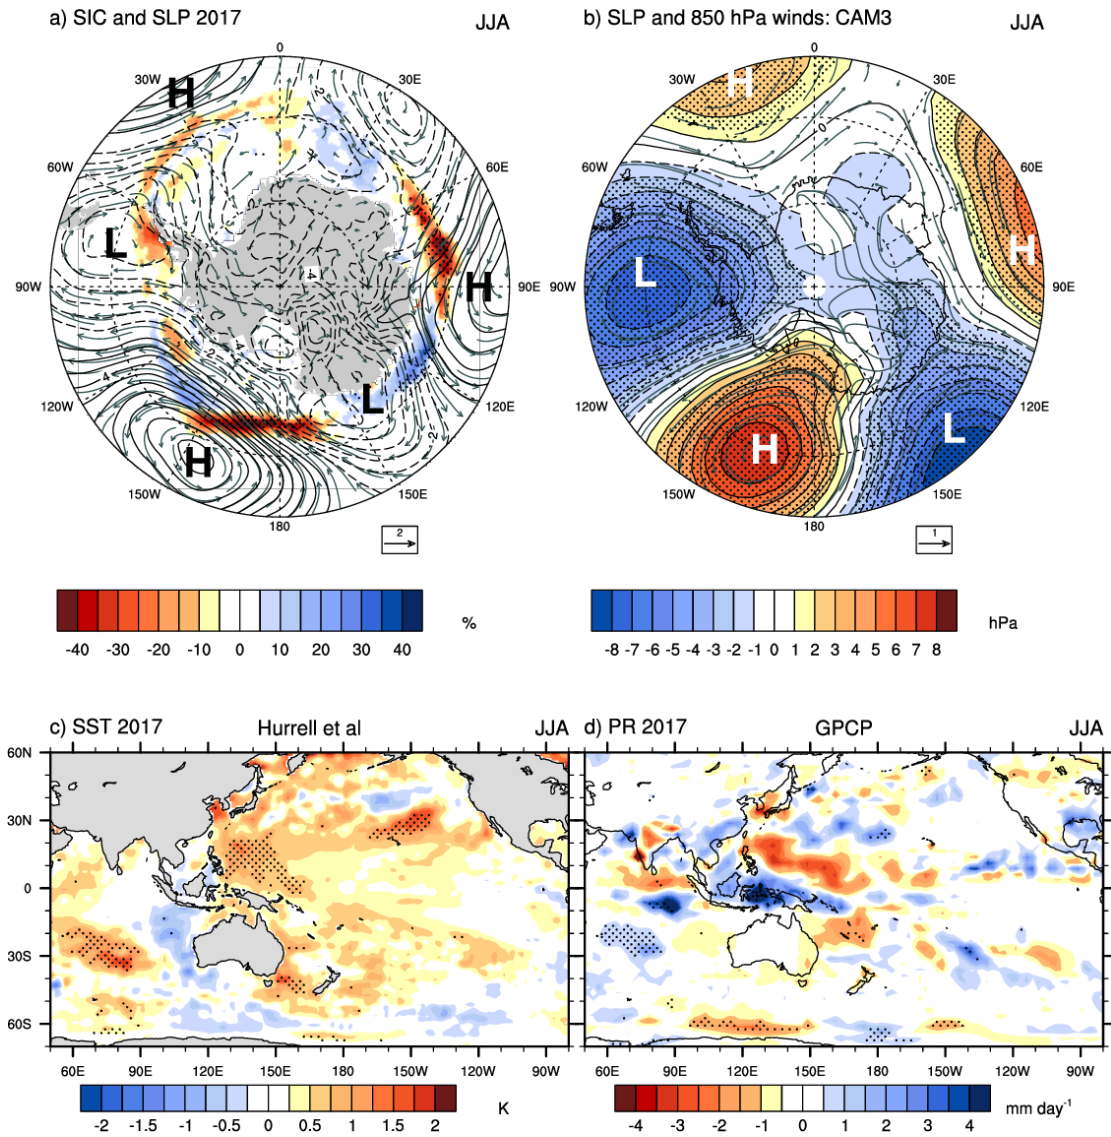 a) SIC and SLP 2017 JJA
b) SLP and 850 hPa winds: CAM3 JJA
0
30W 30E
60W 60E
90W 90E
120W 120E
150W 150E
180
H
L
H
H
L
2
0
30W 30E
60W 60E
90W 90E
120W 120E
150W 150E
180
H
H
L
L
H
1
-40 -30 -20 -10 0 10 20 30 40 %
-8 -7 -6 -5 -4 -3 -2 -1 0 1 2 3 4 5 6 7 8 hPa
c) SST 2017 Hurrell et al JJA
d) PR 2017 GPCP JJA
60N
30N
0
30S
60S
60E 90E 120E 150E 180 150W 120W 90W
60E 90E 120E 150E 180 150W 120W 90W
-2 -1.5 -1 -0.5 0 0.5 1 1.5 2 K
-4 -3 -2 -1 0 1 2 3 4 mm day⁻¹